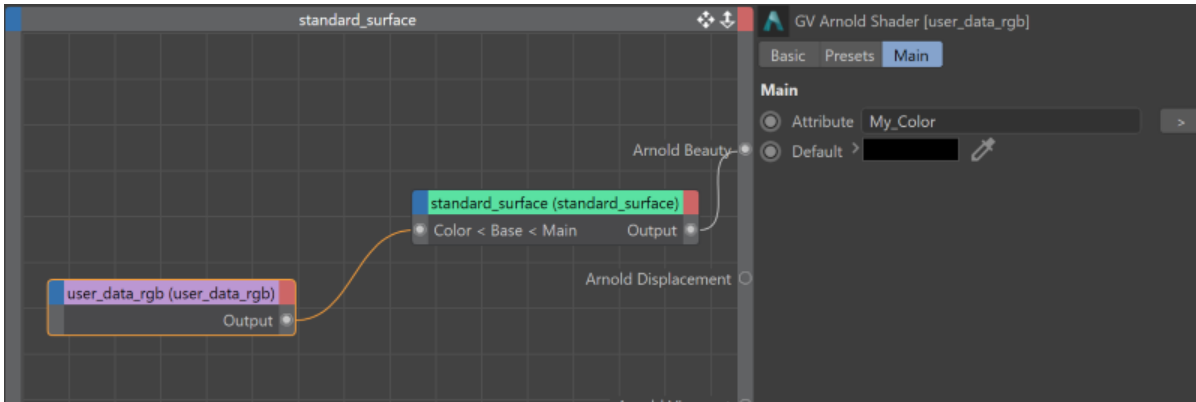 standard_surface
Arnold Beauty
standard_surface (standard_surface)
Color < Base < Main Output
Arnold Displacement
user_data_rgb (user_data_rgb)
Output
GV Arnold Shader [user_data_rgb]
Basic Presets Main
Main
Attribute My_Color >
Default >